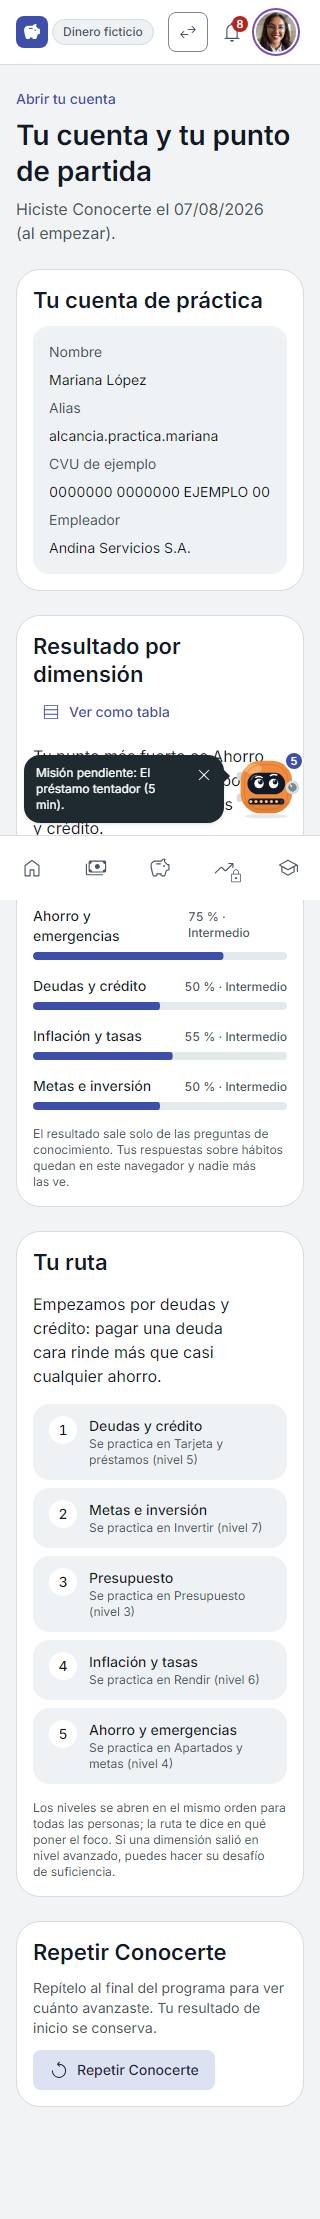 Dinero ficticio
8
Abrir tu cuenta
Tu cuenta y tu punto
de partida
Hiciste Conocerte el 07/08/2026
(al empezar).
Tu cuenta de práctica
Nombre
Mariana López
Alias
alcancia.practica.mariana
CVU de ejemplo
0000000 0000000 EJEMPLO 00
Empleador
Andina Servicios S.A.
Resultado por
dimensión
Ver como tabla
5
Misión pendiente: El
préstamo tentador (5
min).
y crédito.
Ahorro y
emergencias
75 % ·
Intermedio
Deudas y crédito
50 % · Intermedio
Inflación y tasas
55 % · Intermedio
Metas e inversión
50 % · Intermedio
El resultado sale solo de las preguntas de
conocimiento. Tus respuestas sobre hábitos
quedan en este navegador y nadie más
las ve.
Tu ruta
Empezamos por deudas y
crédito: pagar una deuda
cara rinde más que casi
cualquier ahorro.
1
Deudas y crédito
Se practica en Tarjeta y
préstamos (nivel 5)
2
Metas e inversión
Se practica en Invertir (nivel 7)
3
Presupuesto
Se practica en Presupuesto
(nivel 3)
4
Inflación y tasas
Se practica en Rendir (nivel 6)
5
Ahorro y emergencias
Se practica en Apartados y
metas (nivel 4)
Los niveles se abren en el mismo orden para
todas las personas; la ruta te dice en qué
poner el foco. Si una dimensión salió en
nivel avanzado, puedes hacer su desafío
de suficiencia.
Repetir Conocerte
Repítelo al final del programa para ver
cuánto avanzaste. Tu resultado de
inicio se conserva.
Repetir Conocerte